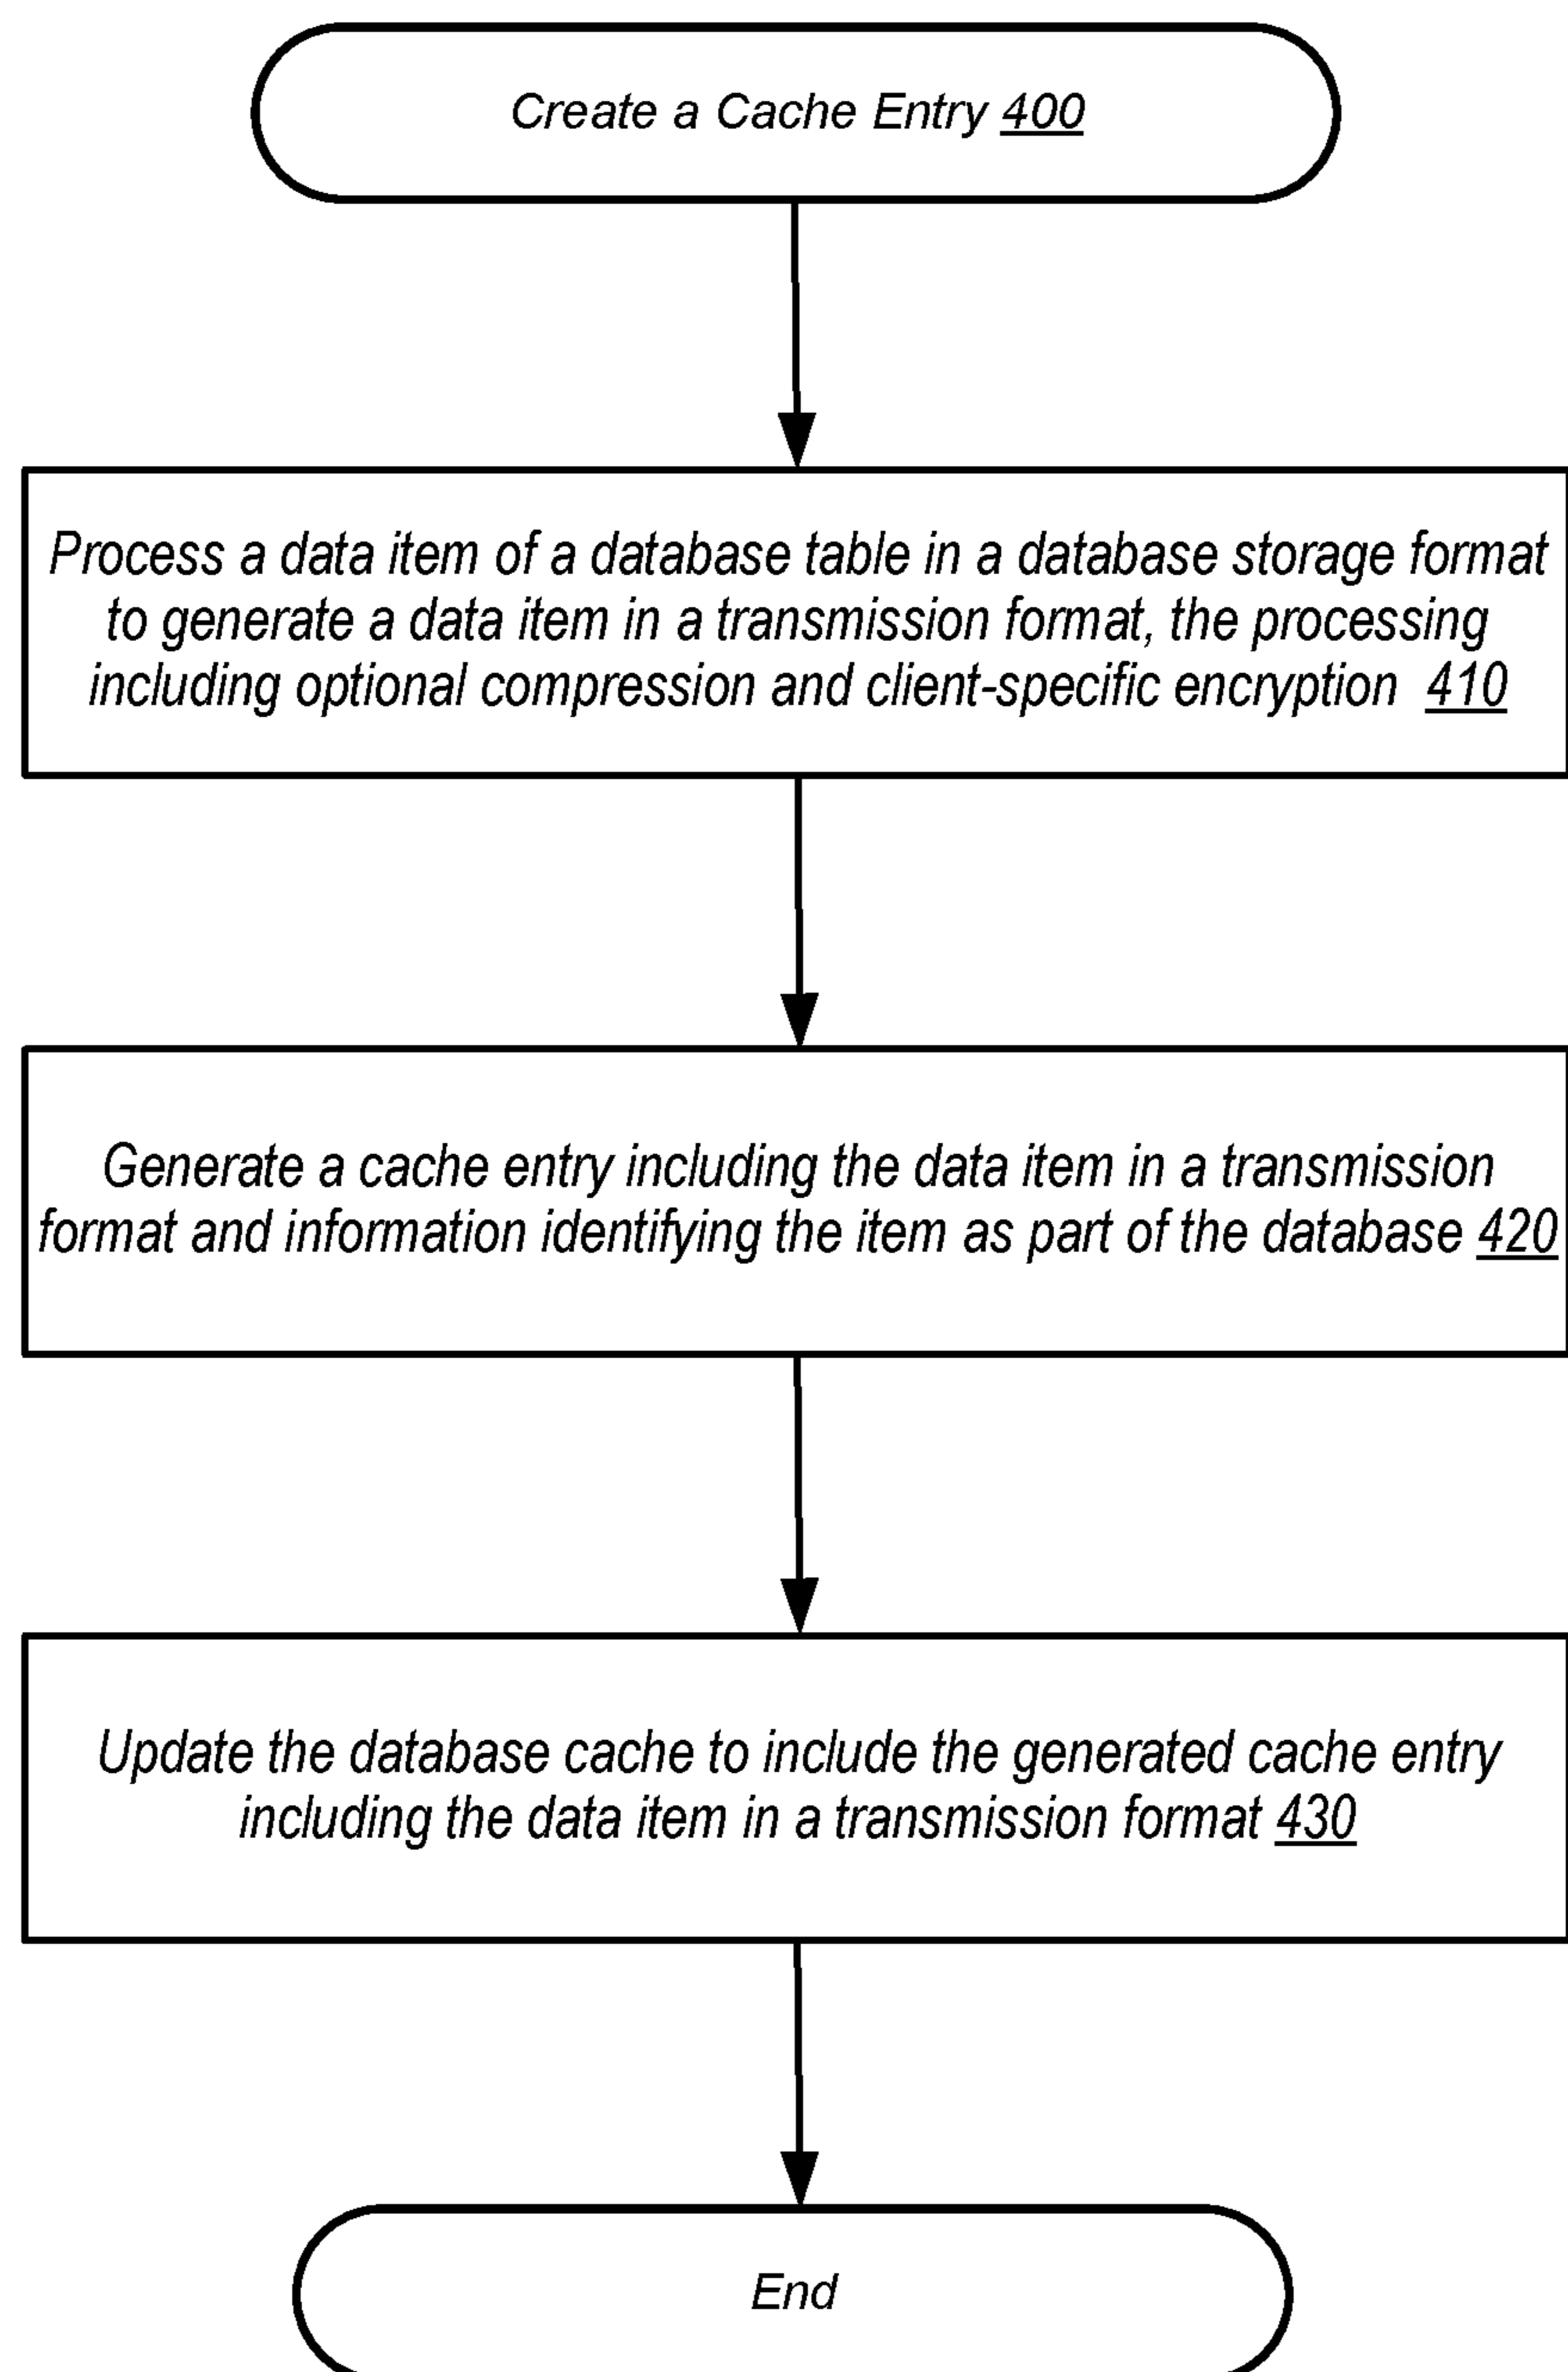 Create a Cache Entry 400
Process a data item of a database table in a database storage format
to generate a data item in a transmission format, the processing
including optional compression and client-specific encryption 410
Generate a cache entry including the data item in a transmission
format and information identifying the item as part of the database 420
Update the database cache to include the generated cache entry
including the data item in a transmission format 430
End